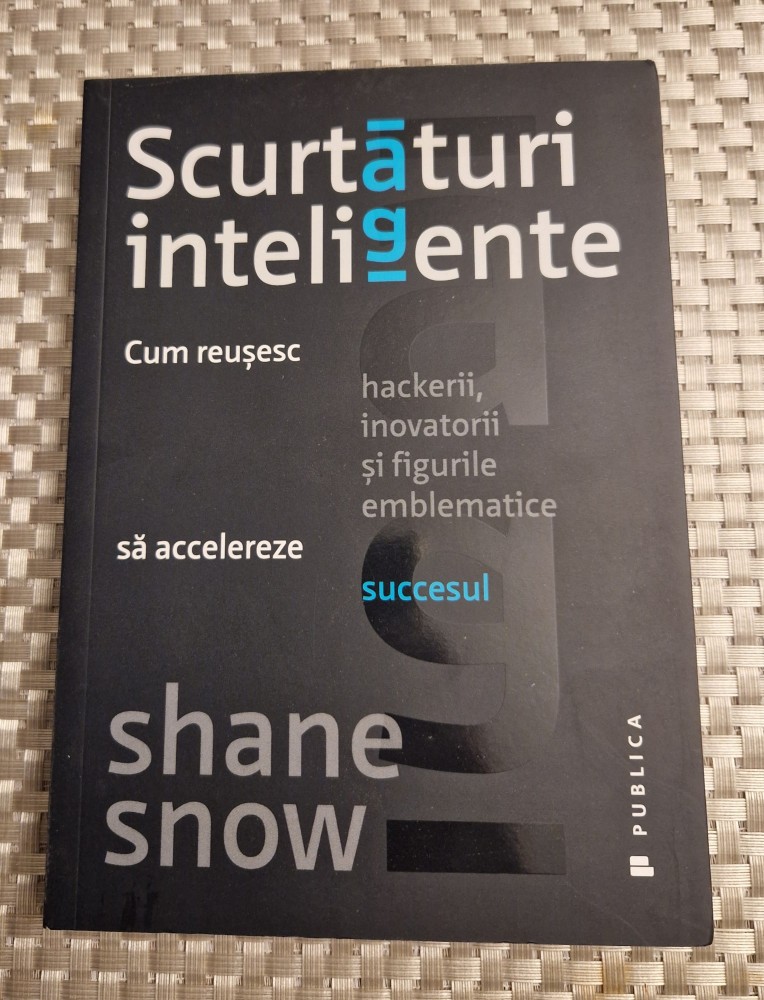 Scurtături
inteligente
Cum reușesc
hackerii,
inovatorii
și figurile
emblematice
să accelereze
succesul
shane
snow
PUBLICA